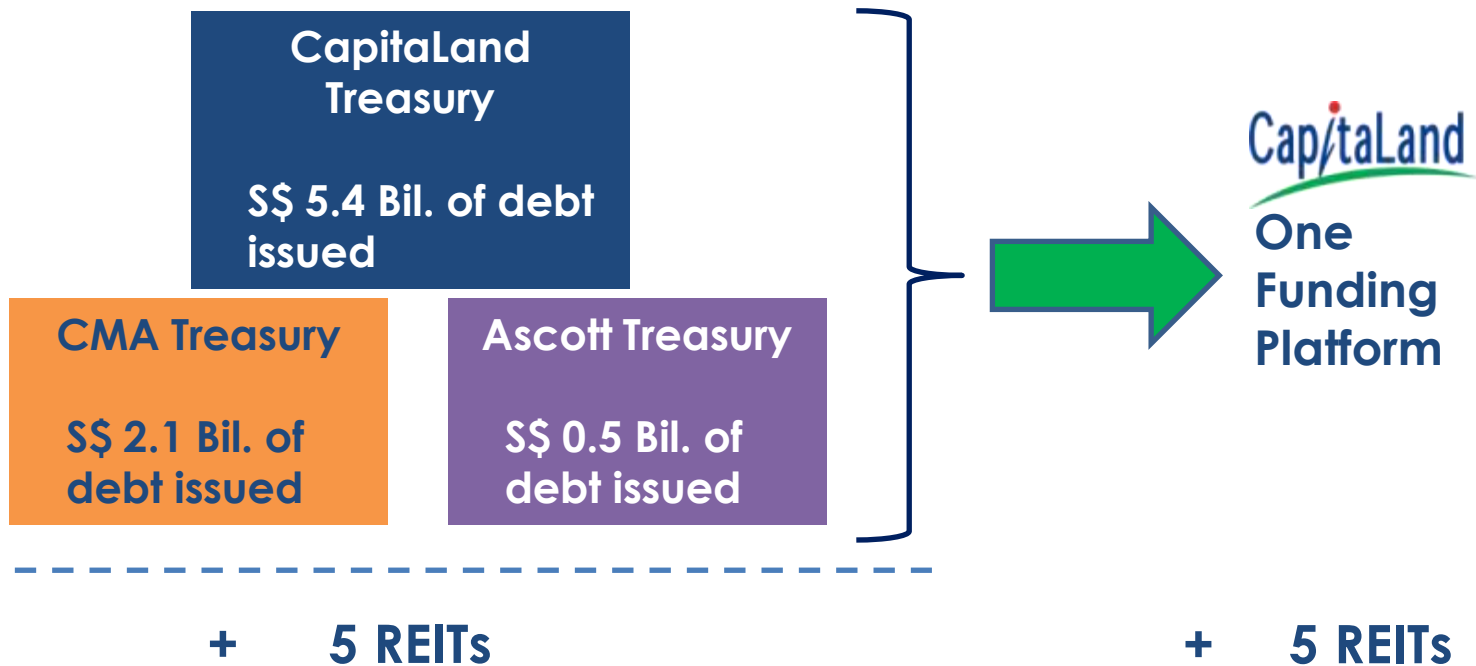 CapitaLand
Treasury
S$ 5.4 Bil. of debt
issued
CMA Treasury
S$ 2.1 Bil. of
debt issued
Ascott Treasury
S$ 0.5 Bil. of
debt issued
CapitaLand
One
Funding
Platform
+ 5 REITs
+ 5 REITs